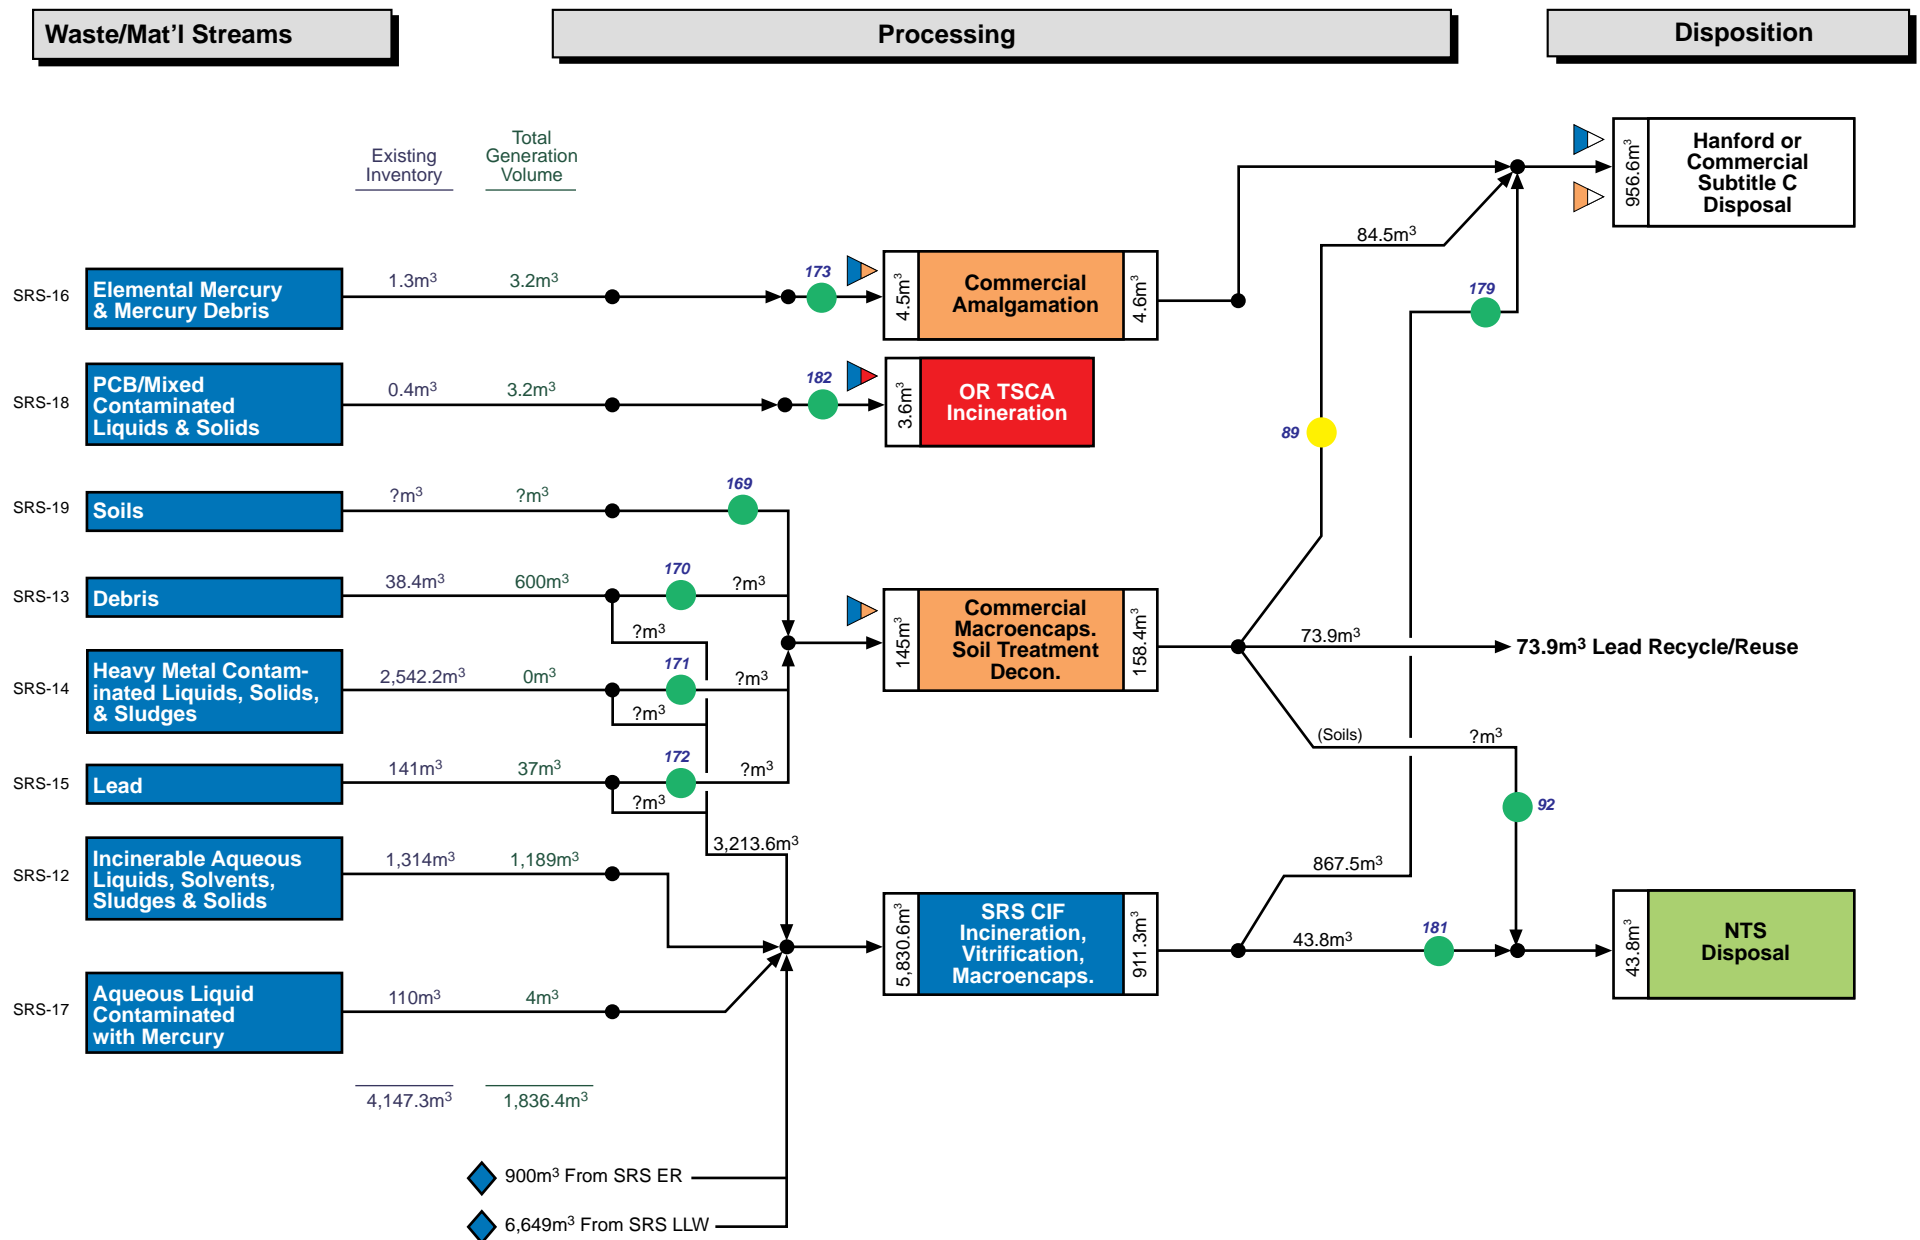 Waste/Mat'l Streams
Processing
Disposition
Existing
Inventory
Total
Generation
Volume
SRS-16
Elemental Mercury
& Mercury Debris
1.3m³
3.2m³
173
4.5m³
Commercial
Amalgamation
4.6m³
84.5m³
179
956.6m³
Hanford or
Commercial
Subtitle C
Disposal
SRS-18
PCB/Mixed
Contaminated
Liquids & Solids
0.4m³
3.2m³
182
3.6m³
OR TSCA
Incineration
89
SRS-19
Soils
?m³
?m³
169
SRS-13
Debris
38.4m³
600m³
170
?m³
?m³
145m³
Commercial
Macroencaps.
Soil Treatment
Decon.
158.4m³
73.9m³
73.9m³ Lead Recycle/Reuse
SRS-14
Heavy Metal Contam-
inated Liquids, Solids,
& Sludges
2,542.2m³
0m³
171
?m³
?m³
(Soils)
?m³
SRS-15
Lead
141m³
37m³
172
?m³
?m³
92
3,213.6m³
SRS-12
Incinerable Aqueous
Liquids, Solvents,
Sludges & Solids
1,314m³
1,189m³
867.5m³
5,830.6m³
SRS CIF
Incineration,
Vitrification,
Macroencaps.
911.3m³
43.8m³
181
43.8m³
NTS
Disposal
SRS-17
Aqueous Liquid
Contaminated
with Mercury
110m³
4m³
4,147.3m³
1,836.4m³
900m³ From SRS ER
6,649m³ From SRS LLW